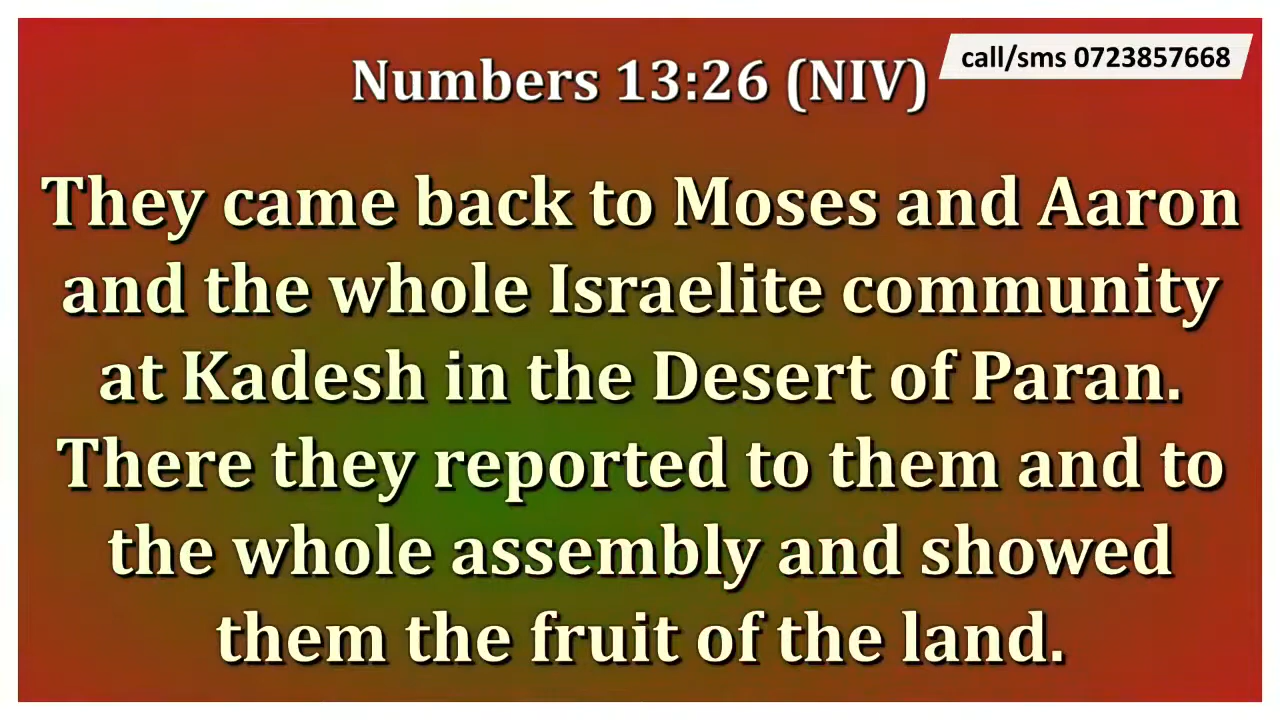 call/sms 0723857668
Numbers 13:26 (NIV)
They came back to Moses and Aaron
and the whole Israelite community
at Kadesh in the Desert of Paran.
There they reported to them and to
the whole assembly and showed
them the fruit of the land.